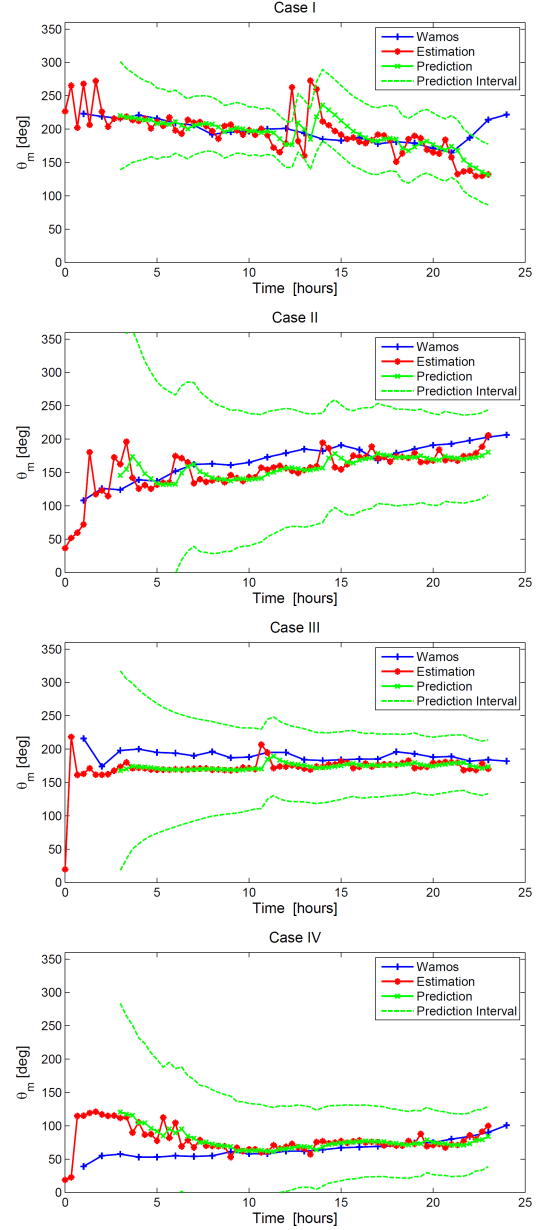 Case I
Wamos
Estimation
Prediction
Prediction Interval
θm [deg]
350
300
250
200
150
100
50
0
0 5 10 15 20 25
Time [hours]
Case II
Wamos
Estimation
Prediction
Prediction Interval
θm [deg]
350
300
250
200
150
100
50
0
0 5 10 15 20 25
Time [hours]
Case III
Wamos
Estimation
Prediction
Prediction Interval
θm [deg]
350
300
250
200
150
100
50
0
0 5 10 15 20 25
Time [hours]
Case IV
Wamos
Estimation
Prediction
Prediction Interval
θm [deg]
350
300
250
200
150
100
50
0
0 5 10 15 20 25
Time [hours]